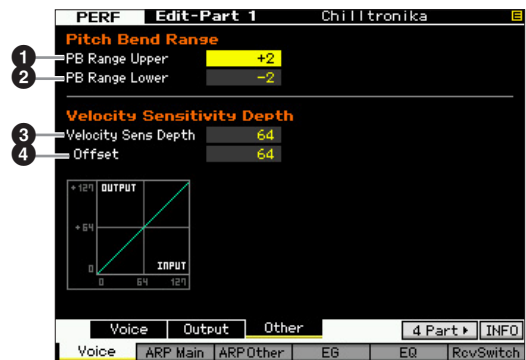 PERF Edit-Part 1 Chilltronika E
Pitch Bend Range
1 PB Range Upper +2
2 PB Range Lower -2
Velocity Sensitivity Depth
3 Velocity Sens Depth 64
4 Offset 64
+127 OUTPUT
+64
0 INPUT
0 64 127
Voice Output Other 4 Part INFO
Voice ARP Main ARP Other EG EQ RcvSwitch